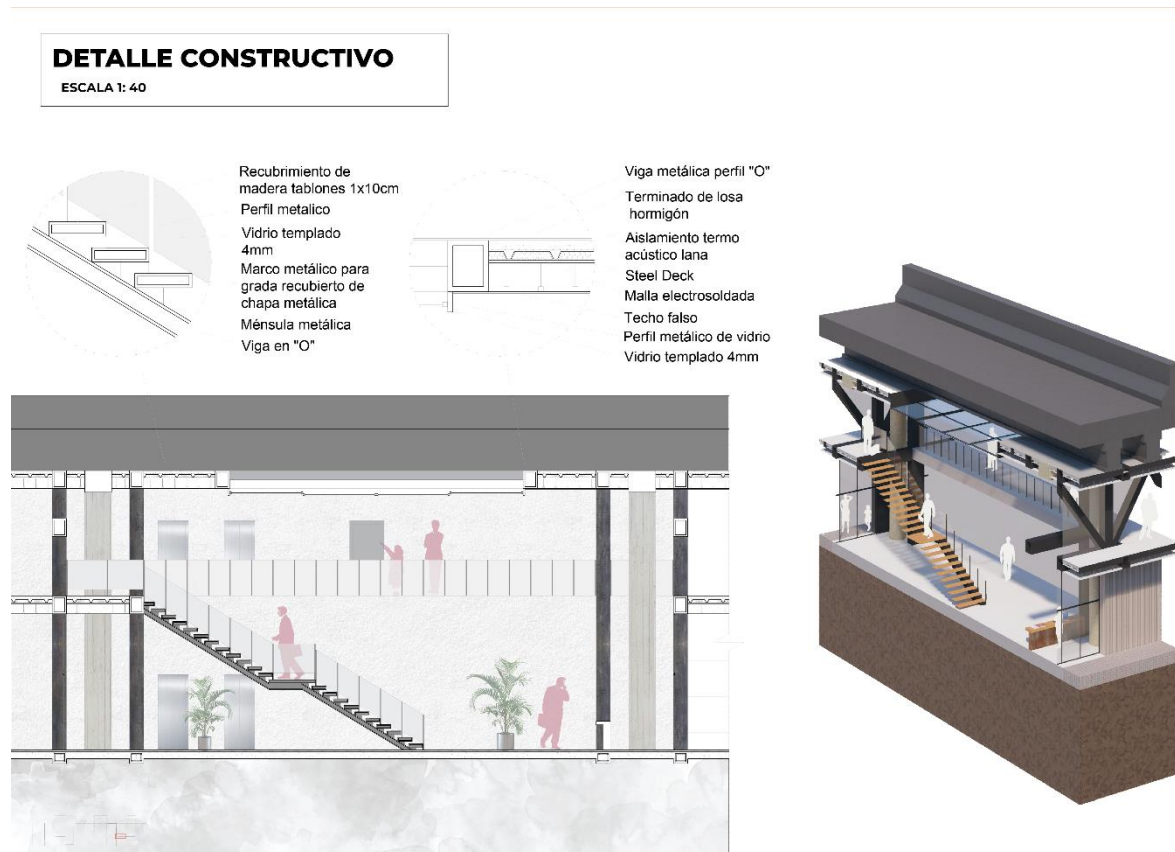 DETALLE CONSTRUCTIVO
ESCALA 1: 40
Recubrimiento de
madera tablones 1x10cm
Perfil metalico
Vidrio templado
4mm
Marco metálico para
grada recubierto de
chapa metálica
Ménsula metálica
Viga en "O"
Viga metálica perfil "O"
Terminado de losa
hormigón
Aislamiento termo
acústico lana
Steel Deck
Malla electrosoldada
Techo falso
Perfil metálico de vidrio
Vidrio templado 4mm